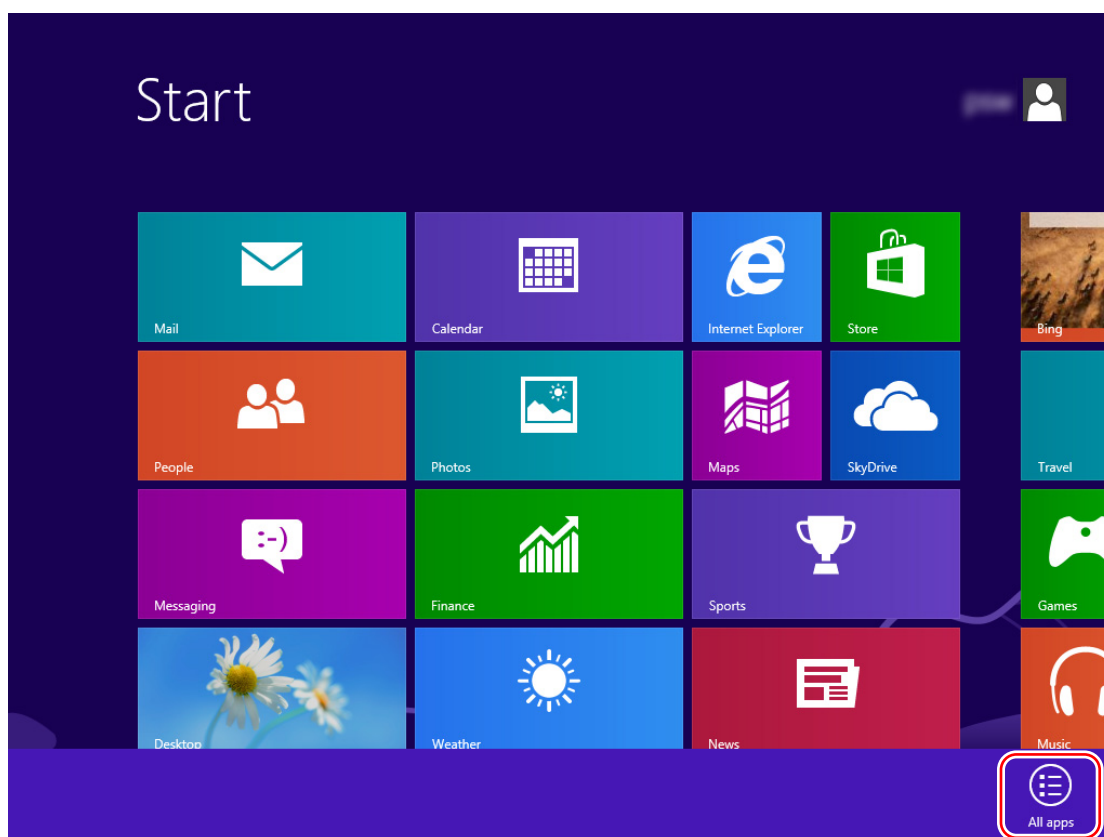 Start
Mail
Calendar
Internet Explorer
Store
Bing
People
Photos
Maps
SkyDrive
Travel
Messaging
:-)
Finance
Sports
Games
Desktop
Weather
News
Music
All apps